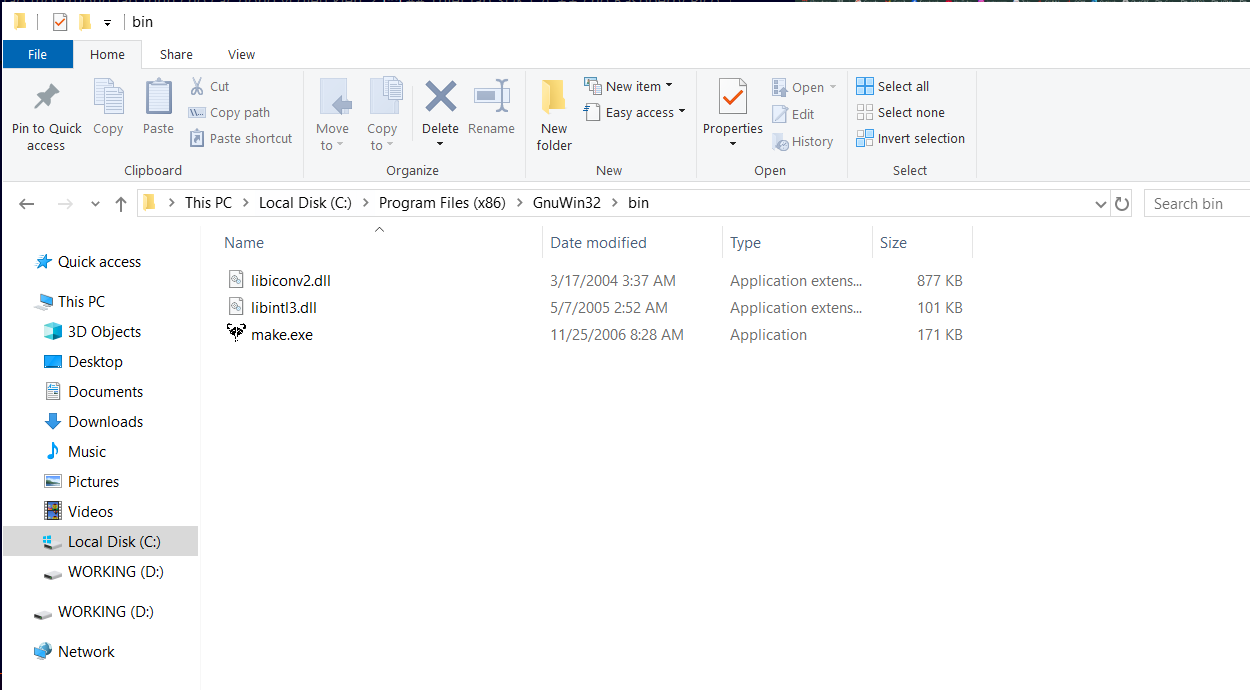 bin
File Home Share View
Pin to Quick access
Copy
Paste
Cut
Copy path
Paste shortcut
Clipboard
Move to
Copy to
Delete
Rename
Organize
New folder
New item
Easy access
New
Properties
Open
Edit
History
Open
Select all
Select none
Invert selection
Select
This PC > Local Disk (C:) > Program Files (x86) > GnuWin32 > bin
Search bin
Quick access
This PC
3D Objects
Desktop
Documents
Downloads
Music
Pictures
Videos
Local Disk (C:)
WORKING (D:)
WORKING (D:)
Network
Name Date modified Type Size
libiconv2.dll 3/17/2004 3:37 AM Application extens... 877 KB
libintl3.dll 5/7/2005 2:52 AM Application extens... 101 KB
make.exe 11/25/2006 8:28 AM Application 171 KB